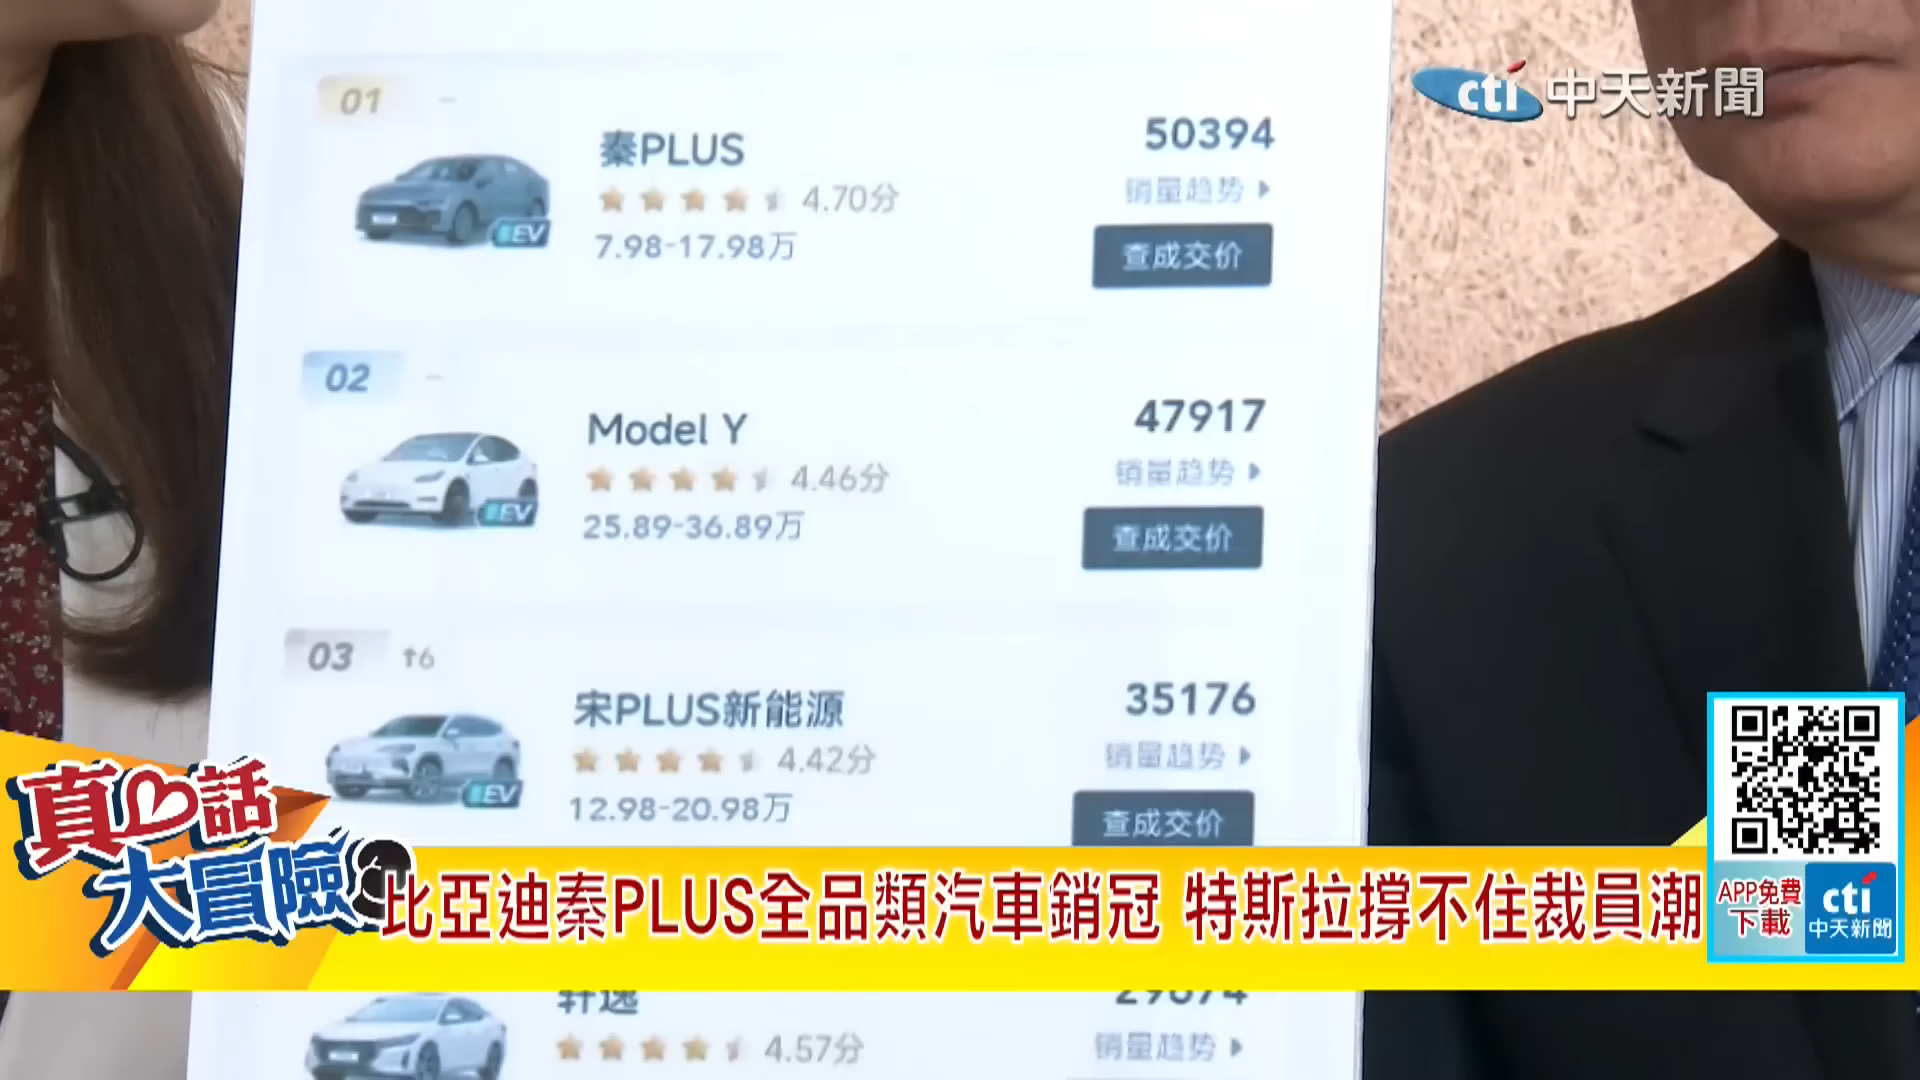 01
秦PLUS
50394
4.70分
销量趋势
7.98-17.98万
查成交价
EV
cti 中天新聞
02
Model Y
47917
4.46分
销量趋势
25.89-36.89万
查成交价
EV
03 ↑6
宋PLUS新能源
35176
4.42分
销量趋势
12.98-20.98万
查成交价
EV
真心話
大冒險
比亞迪秦PLUS全品類汽車銷冠 特斯拉撐不住裁員潮
APP免費
下載
cti
中天新聞
轩逸
29874
4.57分
销量趋势